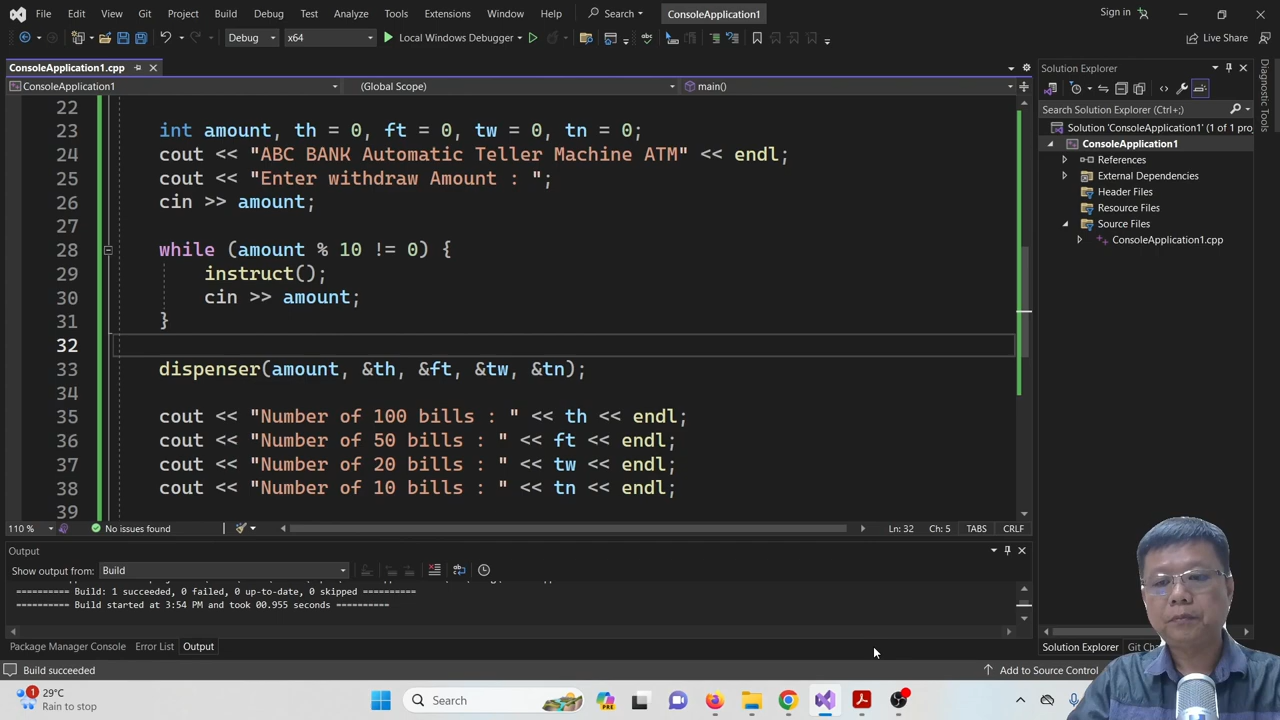 File Edit View Git Project Build Debug Test Analyze Tools Extensions Window Help Search ConsoleApplication1 Sign in
Debug x64 Local Windows Debugger Live Share
ConsoleApplication1.cpp
ConsoleApplication1 (Global Scope) main()
22
23 int amount, th = 0, ft = 0, tw = 0, tn = 0;
24 cout << "ABC BANK Automatic Teller Machine ATM" << endl;
25 cout << "Enter withdraw Amount : ";
26 cin >> amount;
27
28 while (amount % 10 != 0) {
29 instruct();
30 cin >> amount;
31 }
32
33 dispenser(amount, &th, &ft, &tw, &tn);
34
35 cout << "Number of 100 bills : " << th << endl;
36 cout << "Number of 50 bills : " << ft << endl;
37 cout << "Number of 20 bills : " << tw << endl;
38 cout << "Number of 10 bills : " << tn << endl;
39
110 % No issues found Ln: 32 Ch: 5 TABS CRLF
Output
Show output from: Build
========== Build: 1 succeeded, 0 failed, 0 up-to-date, 0 skipped ==========
========== Build started at 3:54 PM and took 00.955 seconds ==========
Package Manager Console Error List Output
Build succeeded
Solution Explorer
Search Solution Explorer (Ctrl+;)
Solution 'ConsoleApplication1' (1 of 1 pro
ConsoleApplication1
References
External Dependencies
Header Files
Resource Files
Source Files
ConsoleApplication1.cpp
Solution Explorer Git Ch
Add to Source Control
Diagnostic Tools
1
29°C
Rain to stop
Search
PRE